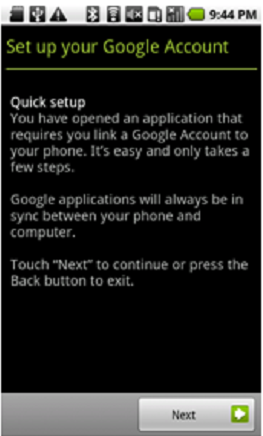 9:44 PM
Set up your Google Account
Quick setup
You have opened an application that
requires you link a Google Account to
your phone. It's easy and only takes a
few steps.
Google applications will always be in
sync between your phone and
computer.
Touch "Next" to continue or press the
Back button to exit.
Next